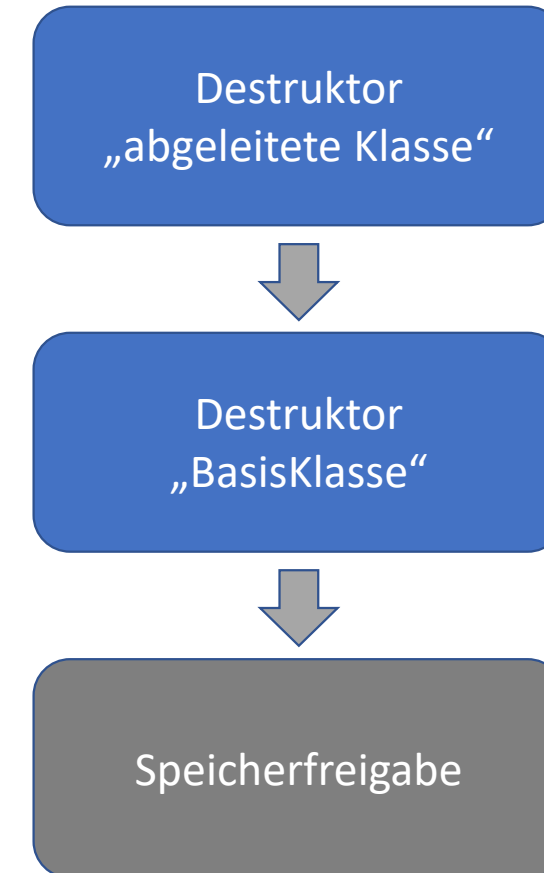 Destruktor
„abgeleitete Klasse“
Destruktor
„BasisKlasse“
Speicherfreigabe